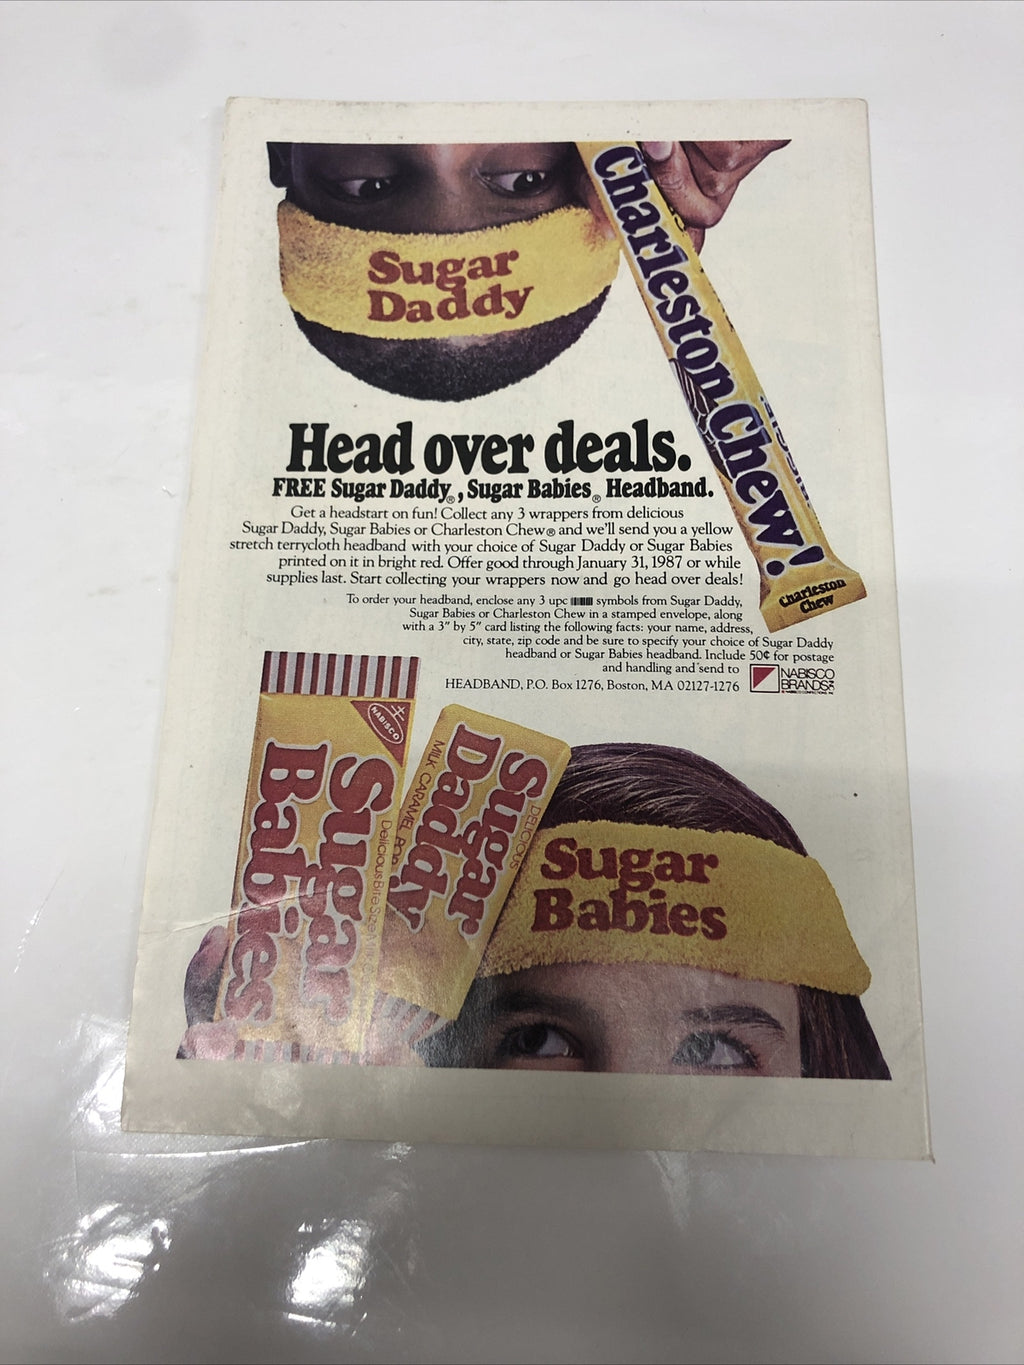 Sugar
Daddy
Charleston Chew!
Charleston
Chew
Head over deals.
FREE Sugar Daddy®, Sugar Babies® Headband.
Get a headstart on fun! Collect any 3 wrappers from delicious
Sugar Daddy, Sugar Babies or Charleston Chew® and we'll send you a yellow
stretch terrycloth headband with your choice of Sugar Daddy or Sugar Babies
printed on it in bright red. Offer good through January 31, 1987 or while
supplies last. Start collecting your wrappers now and go head over deals!
To order your headband, enclose any 3 upc symbols from Sugar Daddy,
Sugar Babies or Charleston Chew in a stamped envelope, along
with a 3" by 5" card listing the following facts: your name, address,
city, state, zip code and be sure to specify your choice of Sugar Daddy
headband or Sugar Babies headband. Include 50¢ for postage
and handling and send to
HEADBAND, P.O. Box 1276, Boston, MA 02127-1276
NABISCO
BRANDS
NABISCO
Sugar
Babies
Delicious Bite Size
DELICIOUS
Sugar
Daddy
MILK CARAMEL POP
Sugar
Babies